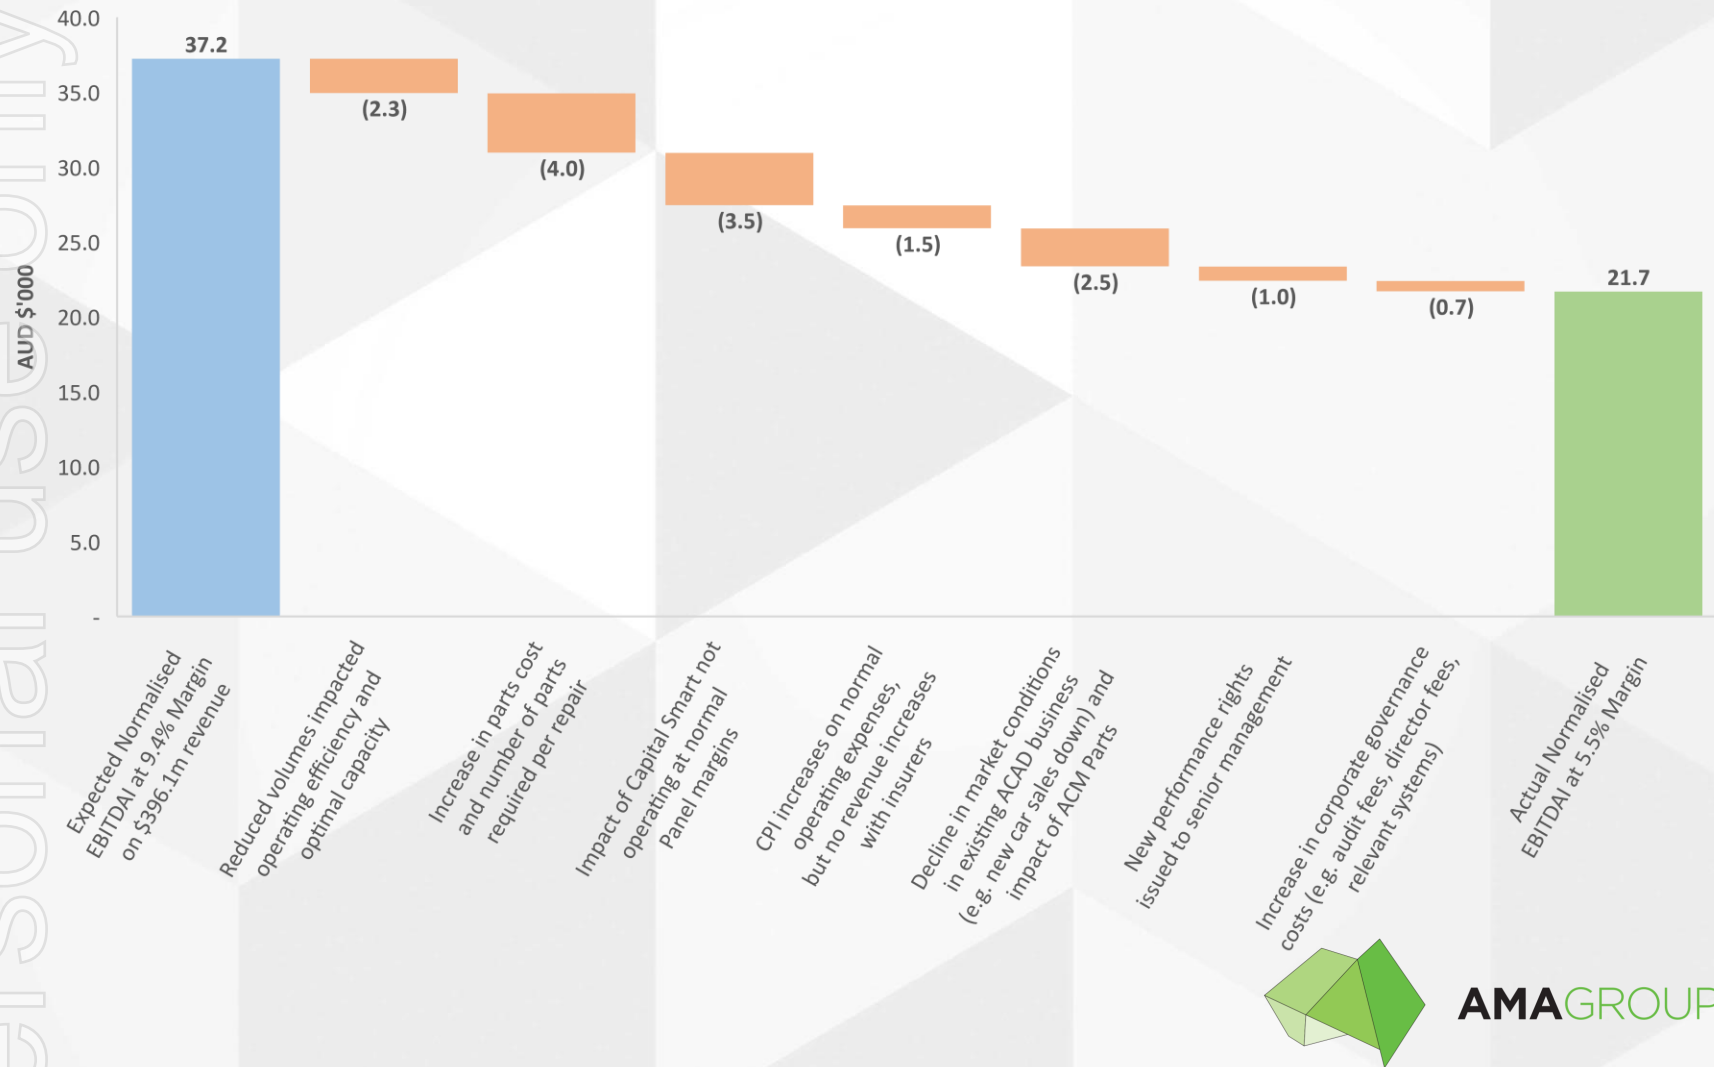 40.0
35.0
30.0
25.0
20.0
15.0
10.0
5.0
-
AUD $'000
37.2
(2.3)
(4.0)
(3.5)
(1.5)
(2.5)
(1.0)
(0.7)
21.7
Expected Normalised
EBITDAI at 9.4% Margin
on $396.1m revenue
Reduced volumes impacted
operating efficiency and
optimal capacity
Increase in parts cost
and number of parts
required per repair
Impact of Capital Smart not
operating at normal
Panel margins
CPI increases on normal
operating expenses,
but no revenue increases
with insurers
Decline in market conditions
in existing ACAD business
(e.g. new car sales down) and
impact of ACM Parts
New performance rights
issued to senior management
Increase in corporate governance
costs (e.g. audit fees, director fees,
relevant systems)
Actual Normalised
EBITDAI at 5.5% Margin
AMAGROUP
ersonal use only